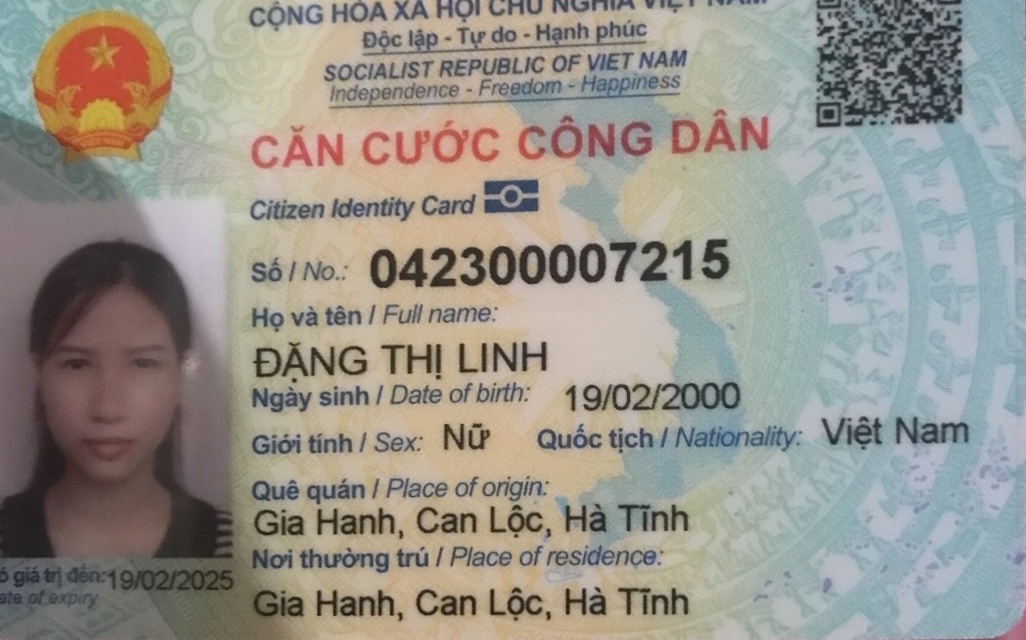 CỘNG HÒA XÃ HỘI CHỦ NGHĨA VIỆT NAM
Độc lập - Tự do - Hạnh phúc
SOCIALIST REPUBLIC OF VIET NAM
Independence - Freedom - Happiness
CĂN CƯỚC CÔNG DÂN
Citizen Identity Card
Số / No.: 042300007215
Họ và tên / Full name:
ĐẶNG THỊ LINH
Ngày sinh / Date of birth: 19/02/2000
Giới tính / Sex: Nữ Quốc tịch / Nationality: Việt Nam
Quê quán / Place of origin:
Gia Hanh, Can Lộc, Hà Tĩnh
Nơi thường trú / Place of residence:
Gia Hanh, Can Lộc, Hà Tĩnh
giá trị đến: 19/02/2025
of expiry